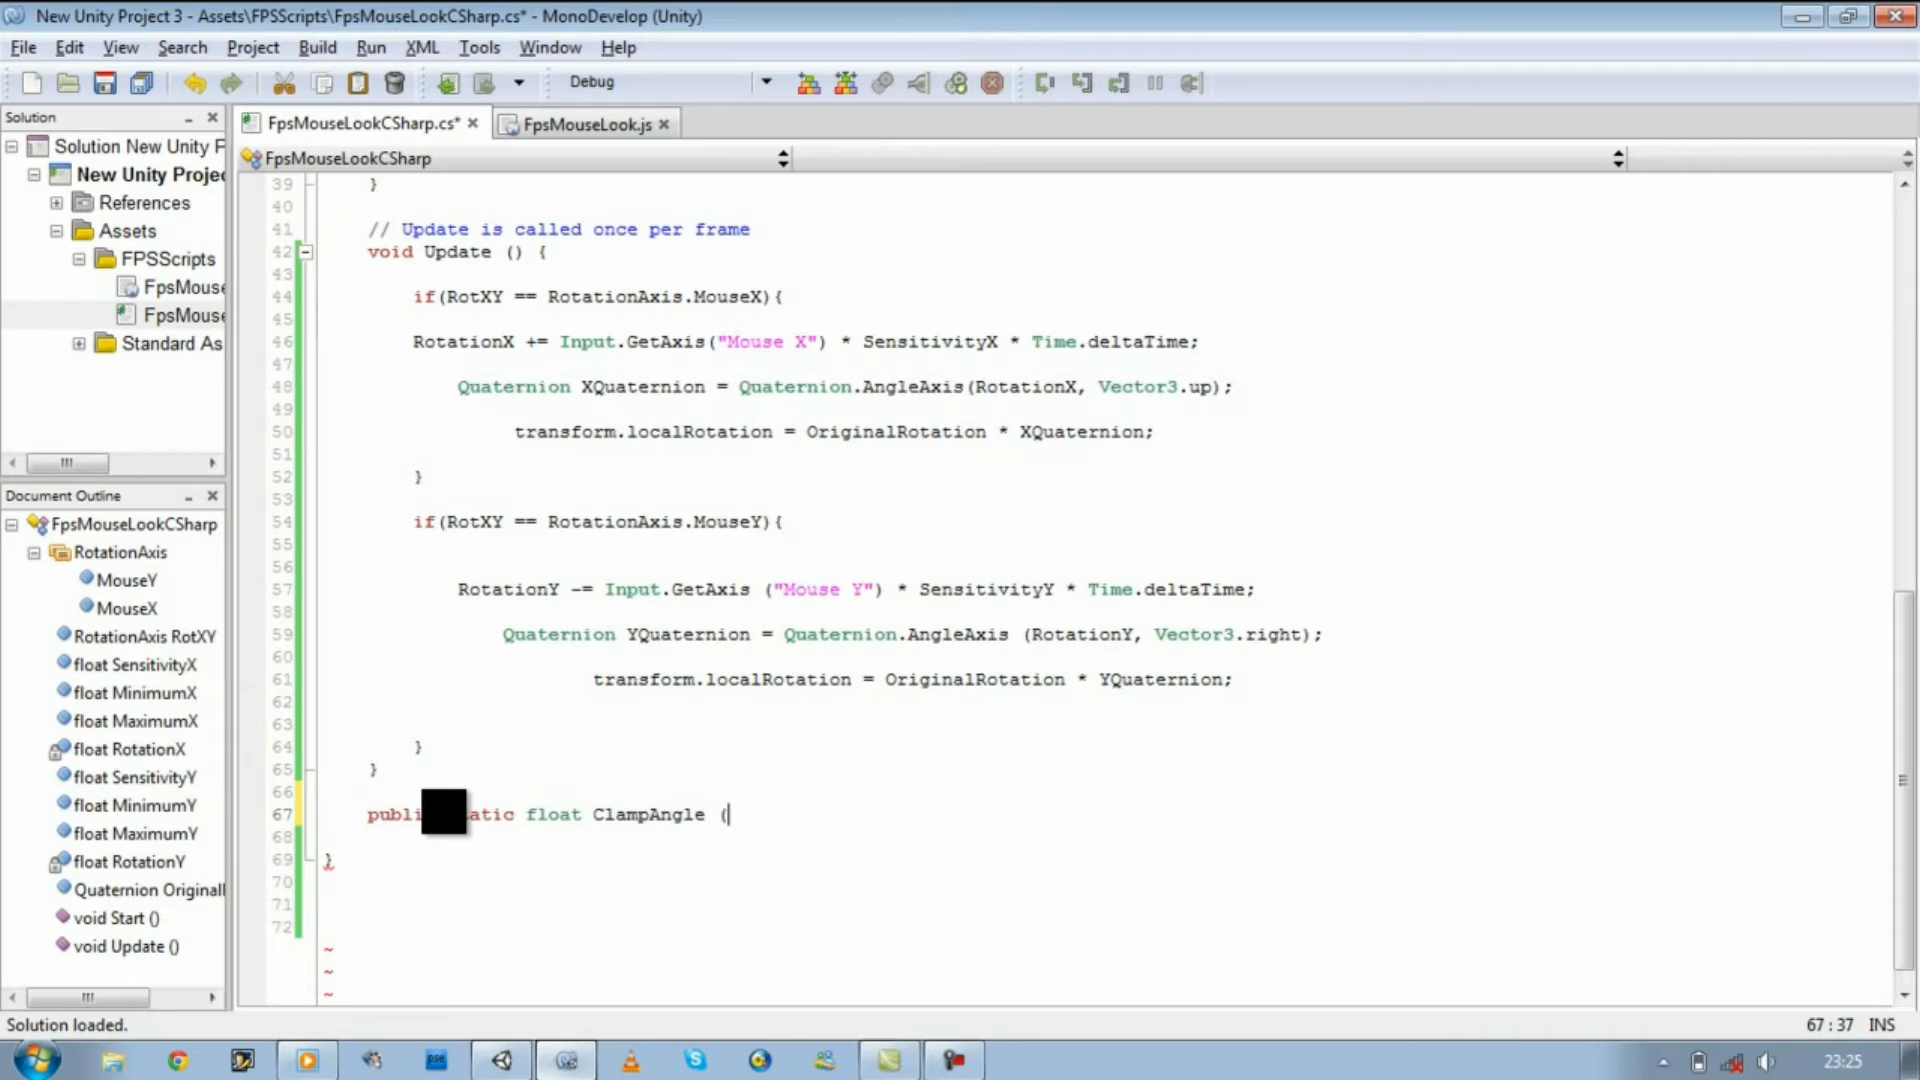 New Unity Project 3 - Assets\FPSScripts\FpsMouseLookCSharp.cs* - MonoDevelop (Unity)
File Edit View Search Project Build Run XML Tools Window Help
Debug
Solution
FpsMouseLookCSharp.cs*
FpsMouseLook.js
FpsMouseLookCSharp
Solution New Unity P
New Unity Projec
References
Assets
FPSScripts
FpsMouse
FpsMouse
Standard As
Document Outline
FpsMouseLookCSharp
RotationAxis
MouseY
MouseX
RotationAxis RotXY
float SensitivityX
float MinimumX
float MaximumX
float RotationX
float SensitivityY
float MinimumY
float MaximumY
float RotationY
Quaternion Originall
void Start ()
void Update ()
39 }
40
41 // Update is called once per frame
42 void Update () {
43
44 if(RotXY == RotationAxis.MouseX){
45
46 RotationX += Input.GetAxis("Mouse X") * SensitivityX * Time.deltaTime;
47
48 Quaternion XQuaternion = Quaternion.AngleAxis(RotationX, Vector3.up);
49
50 transform.localRotation = OriginalRotation * XQuaternion;
51
52 }
53
54 if(RotXY == RotationAxis.MouseY){
55
56
57 RotationY -= Input.GetAxis ("Mouse Y") * SensitivityY * Time.deltaTime;
58
59 Quaternion YQuaternion = Quaternion.AngleAxis (RotationY, Vector3.right);
60
61 transform.localRotation = OriginalRotation * YQuaternion;
62
63
64 }
65 }
66
67 publi atic float ClampAngle (
68
69 }
70
71
72
~
~
~
Solution loaded.
67 : 37 INS
pse
23:25